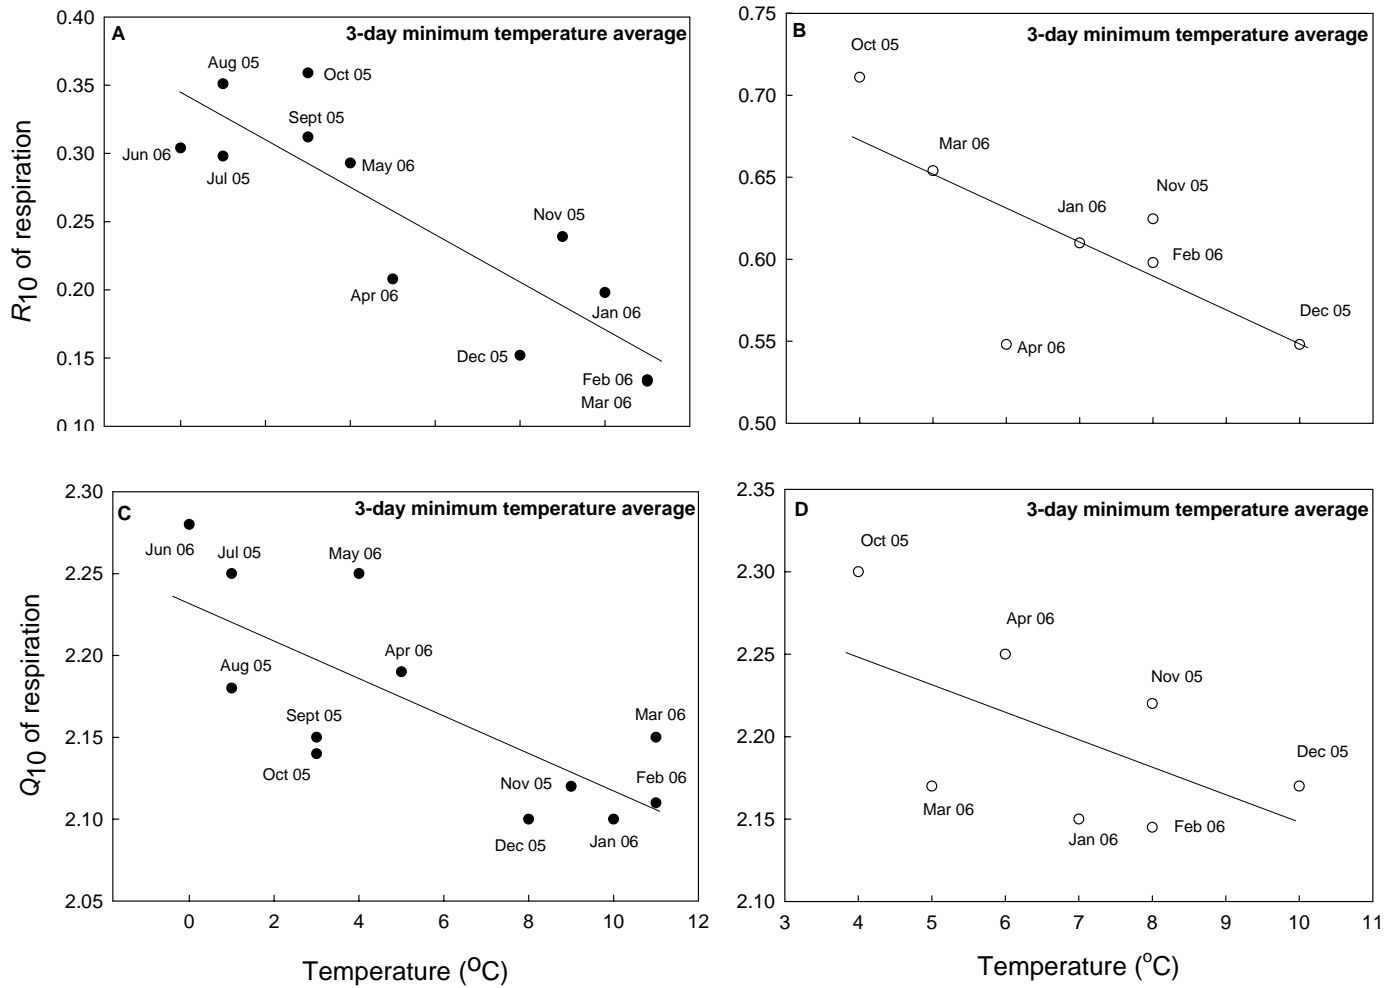 A
3-day minimum temperature average
0.40
0.35
0.30
0.25
0.20
0.15
0.10
R10 of respiration
Aug 05
Oct 05
Sept 05
Jun 06
Jul 05
May 06
Nov 05
Apr 06
Jan 06
Dec 05
Feb 06
Mar 06
B
3-day minimum temperature average
0.75
0.70
0.65
0.60
0.55
0.50
Oct 05
Mar 06
Nov 05
Jan 06
Feb 06
Dec 05
Apr 06
C
3-day minimum temperature average
2.30
2.25
2.20
2.15
2.10
2.05
Q10 of respiration
Jun 06
Jul 05
May 06
Aug 05
Apr 06
Sept 05
Mar 06
Oct 05
Nov 05
Feb 06
Dec 05
Jan 06
0 2 4 6 8 10 12
Temperature (OC)
D
3-day minimum temperature average
2.35
2.30
2.25
2.20
2.15
2.10
Oct 05
Apr 06
Nov 05
Dec 05
Mar 06
Jan 06
Feb 06
3 4 5 6 7 8 9 10 11
Temperature (°C)